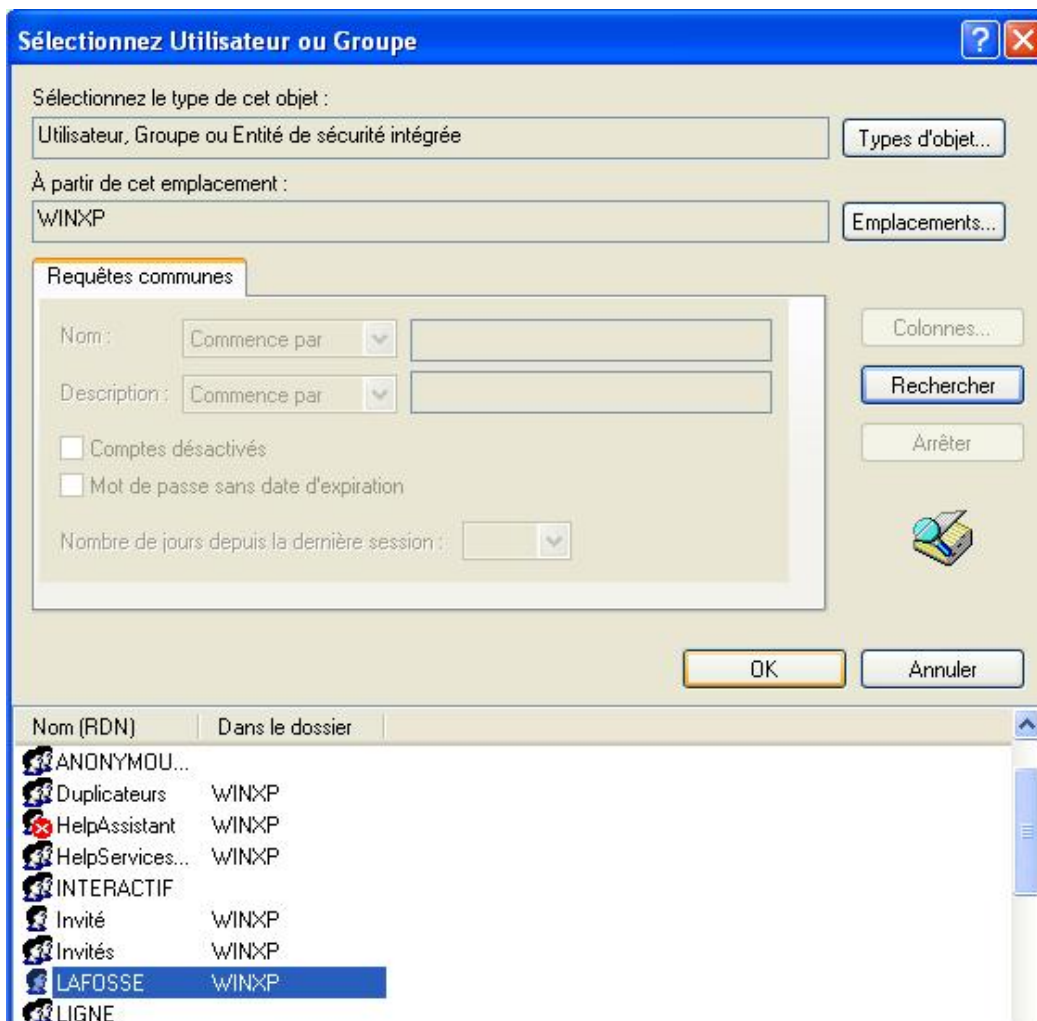 Sélectionnez Utilisateur ou Groupe
Sélectionnez le type de cet objet :
Utilisateur, Groupe ou Entité de sécurité intégrée
Types d'objet...
À partir de cet emplacement :
WINXP
Emplacements...
Requêtes communes
Nom : Commence par
Colonnes...
Description : Commence par
Rechercher
Comptes désactivés
Arrêter
Mot de passe sans date d'expiration
Nombre de jours depuis la dernière session :
OK Annuler
Nom (RDN) Dans le dossier
ANONYMOU...
Duplicateurs WINXP
HelpAssistant WINXP
HelpServices... WINXP
INTERACTIF
Invité WINXP
Invités WINXP
LAFOSSE WINXP
LIGNE